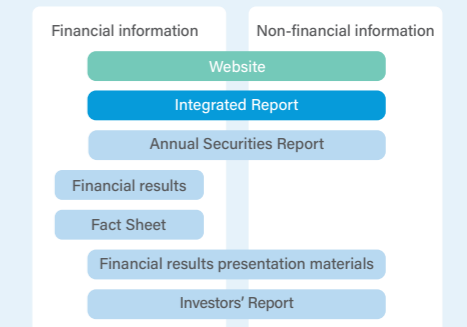 Financial information
Non-financial information
Website
Integrated Report
Annual Securities Report
Financial results
Fact Sheet
Financial results presentation materials
Investors’ Report